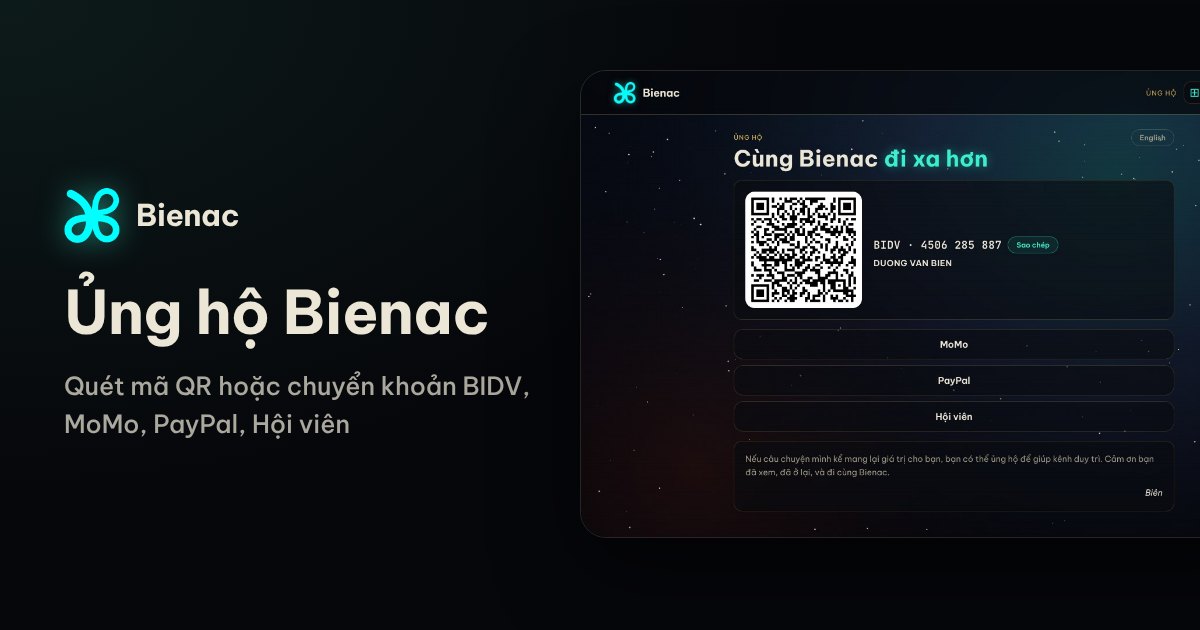 Bienac
Ủng hộ Bienac
Quét mã QR hoặc chuyển khoản BIDV,
MoMo, PayPal, Hội viên
Bienac
ỦNG HỘ
ỦNG HỘ
English
Cùng Bienac đi xa hơn
BIDV · 4506 285 887
Sao chép
DUONG VAN BIEN
MoMo
PayPal
Hội viên
Nếu câu chuyện mình kể mang lại giá trị cho bạn, bạn có thể ủng hộ để giúp kênh duy trì. Cảm ơn bạn
đã xem, đã ở lại, và đi cùng Bienac.
Biên